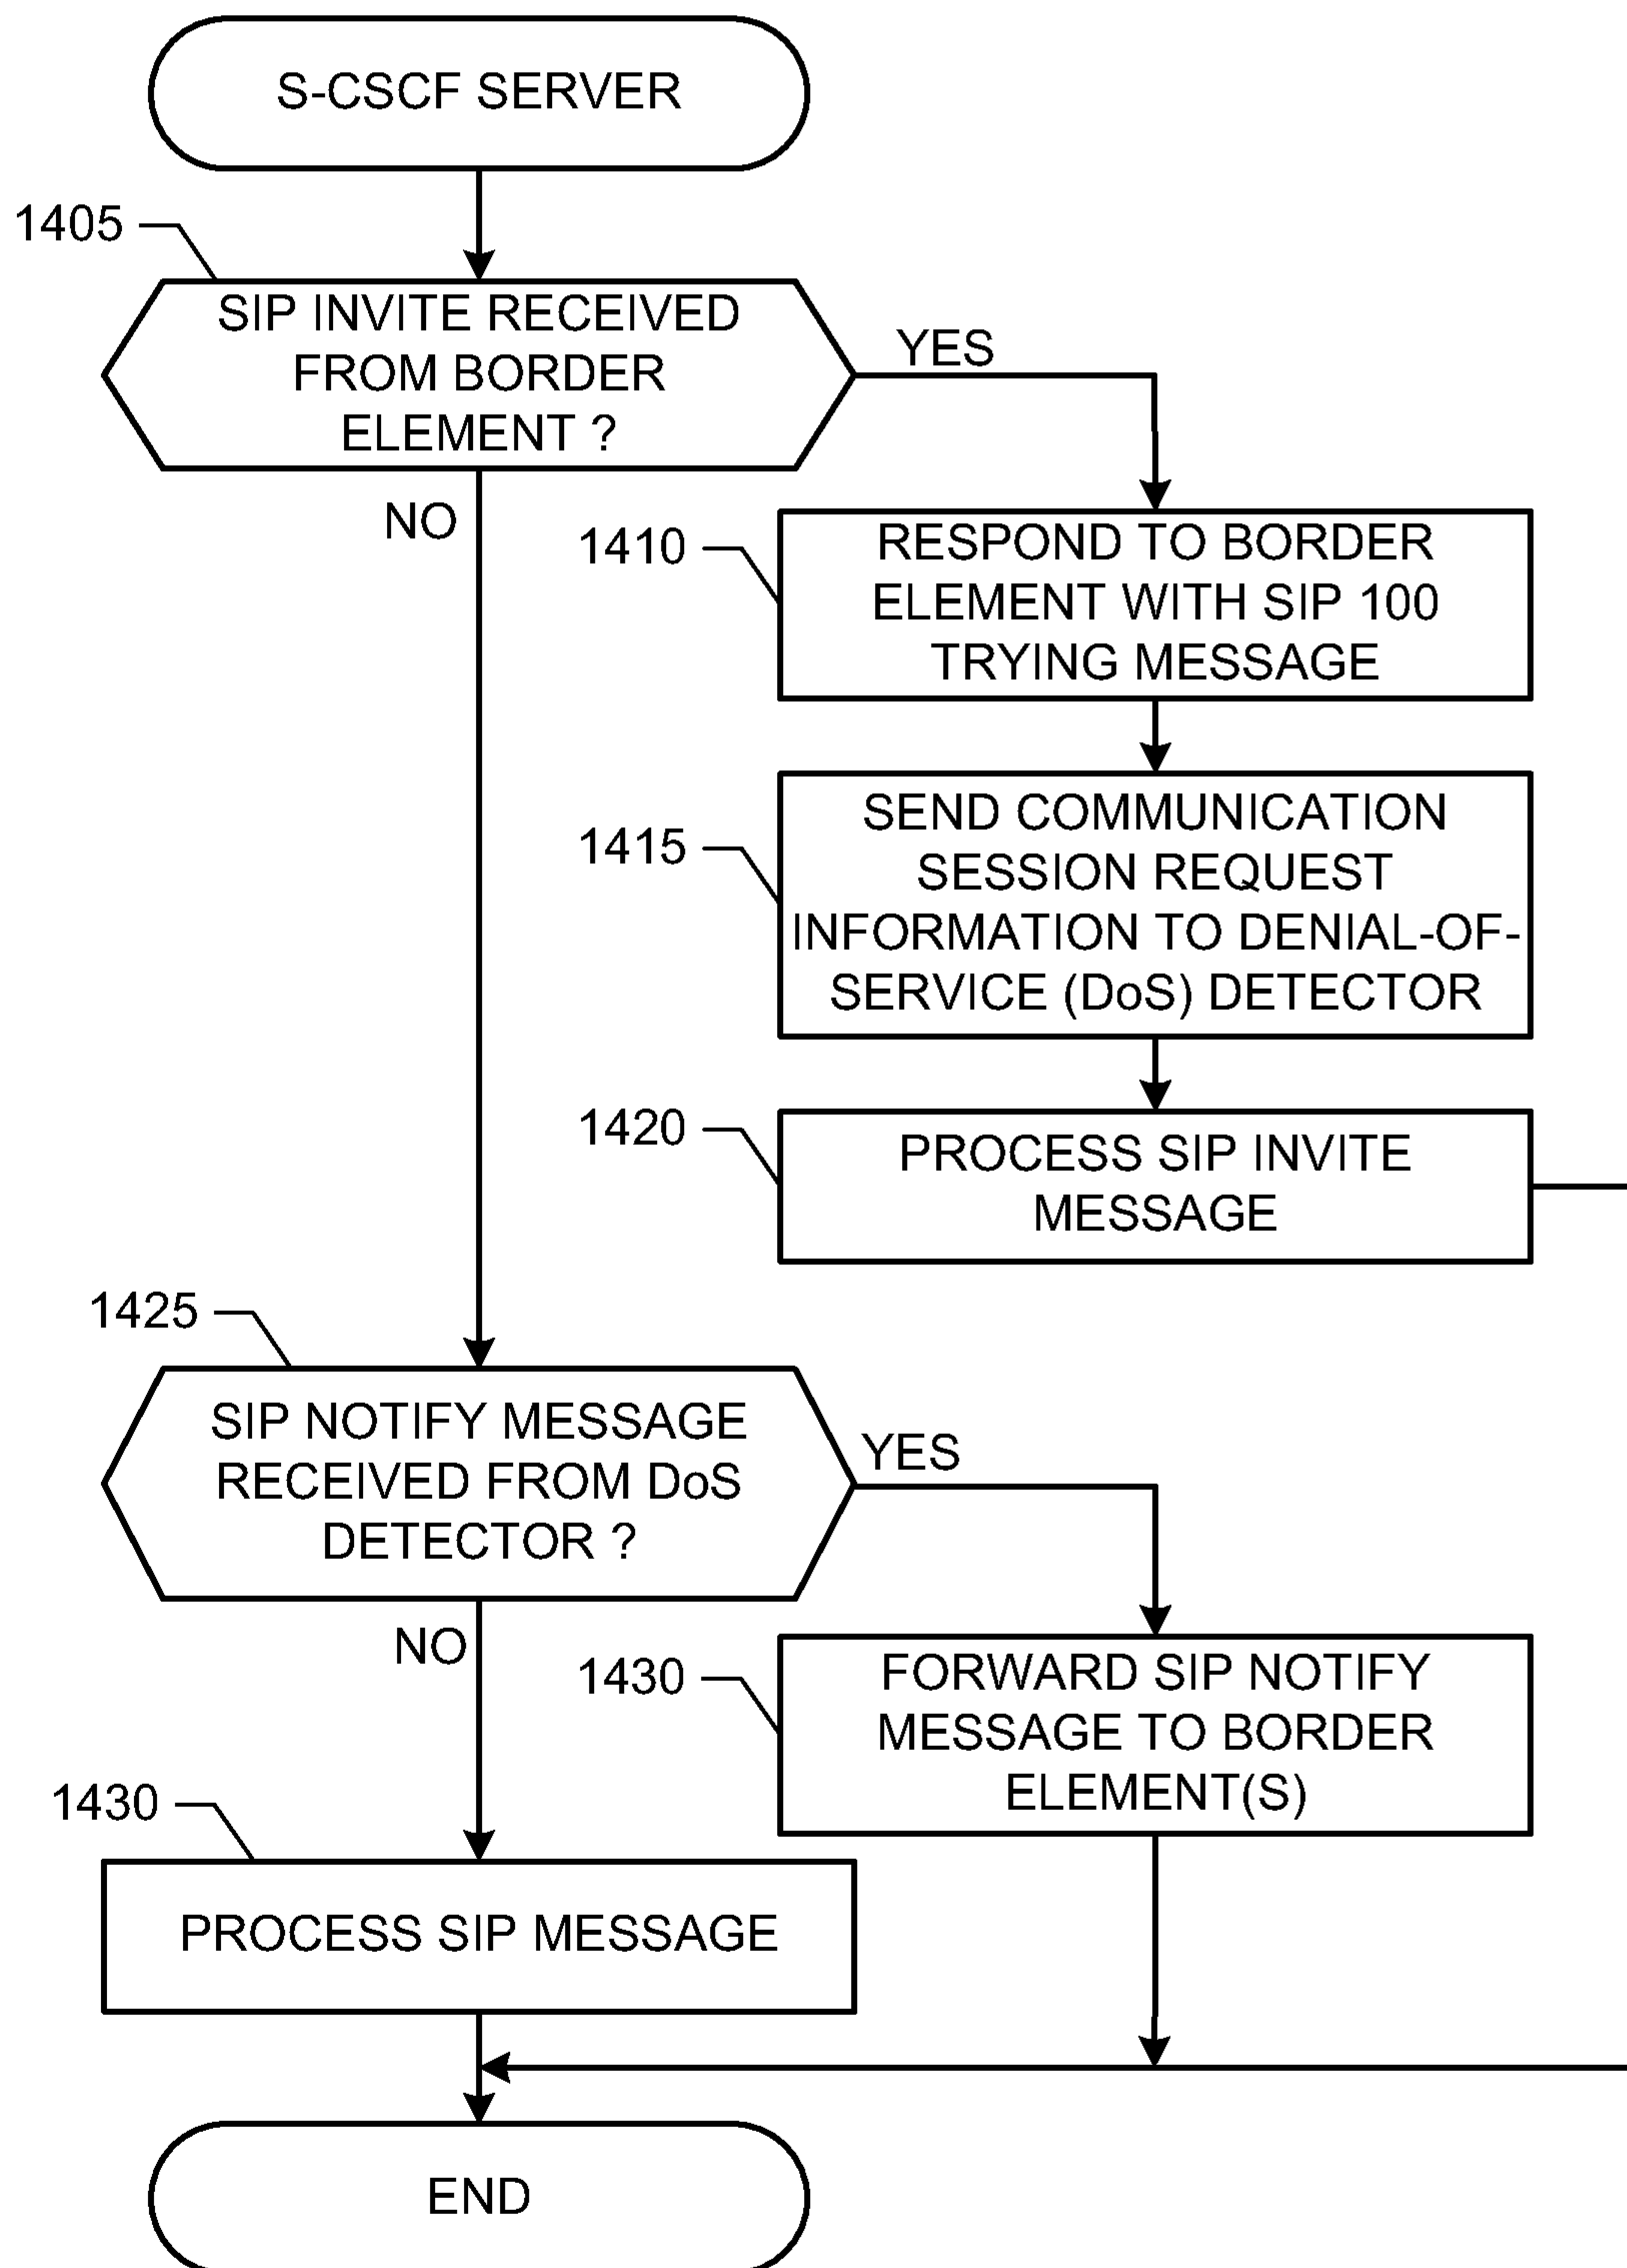 S-CSCF SERVER
1405
SIP INVITE RECEIVED
FROM BORDER
ELEMENT ?
YES
NO
1410
RESPOND TO BORDER
ELEMENT WITH SIP 100
TRYING MESSAGE
1415
SEND COMMUNICATION
SESSION REQUEST
INFORMATION TO DENIAL-OF-
SERVICE (DoS) DETECTOR
1420
PROCESS SIP INVITE
MESSAGE
1425
SIP NOTIFY MESSAGE
RECEIVED FROM DoS
DETECTOR ?
YES
NO
1430
FORWARD SIP NOTIFY
MESSAGE TO BORDER
ELEMENT(S)
1430
PROCESS SIP MESSAGE
END